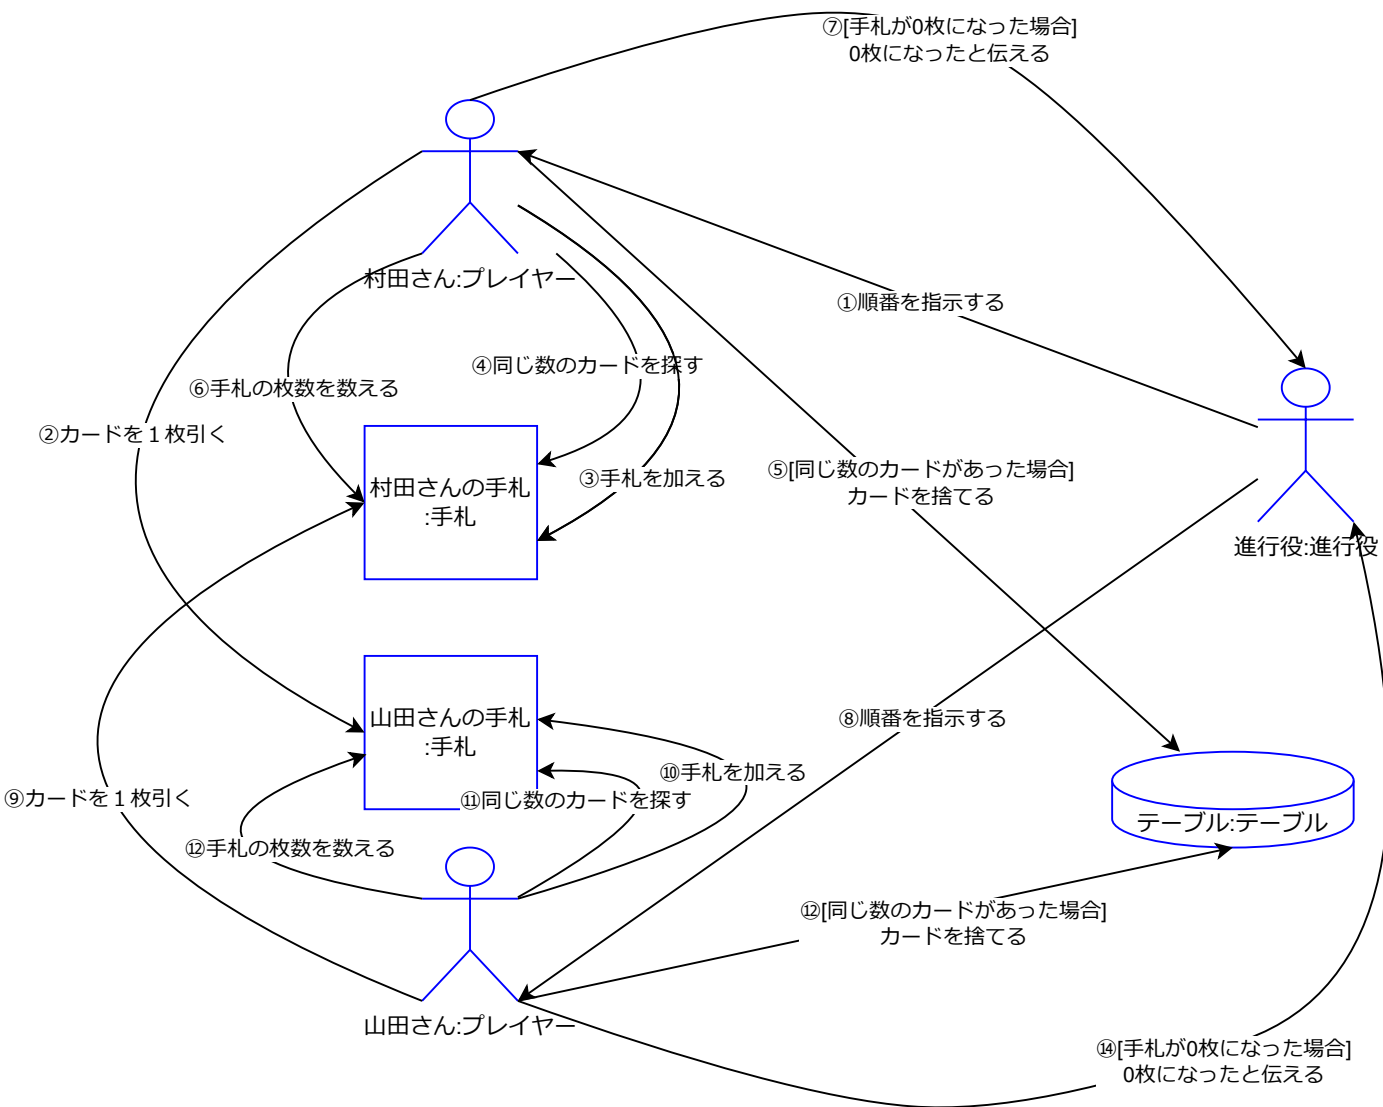 ⑦[手札が0枚になった場合]
0枚になったと伝える
村田さん:プレイヤー
①順番を指示する
④同じ数のカードを探す
⑥手札の枚数を数える
②カードを１枚引く
③手札を加える
⑤[同じ数のカードがあった場合]
カードを捨てる
村田さんの手札
:手札
進行役:進行役
山田さんの手札
:手札
⑧順番を指示する
⑩手札を加える
⑨カードを１枚引く
⑪同じ数のカードを探す
テーブル:テーブル
⑫手札の枚数を数える
⑫[同じ数のカードがあった場合]
カードを捨てる
山田さん:プレイヤー
⑭[手札が0枚になった場合]
0枚になったと伝える